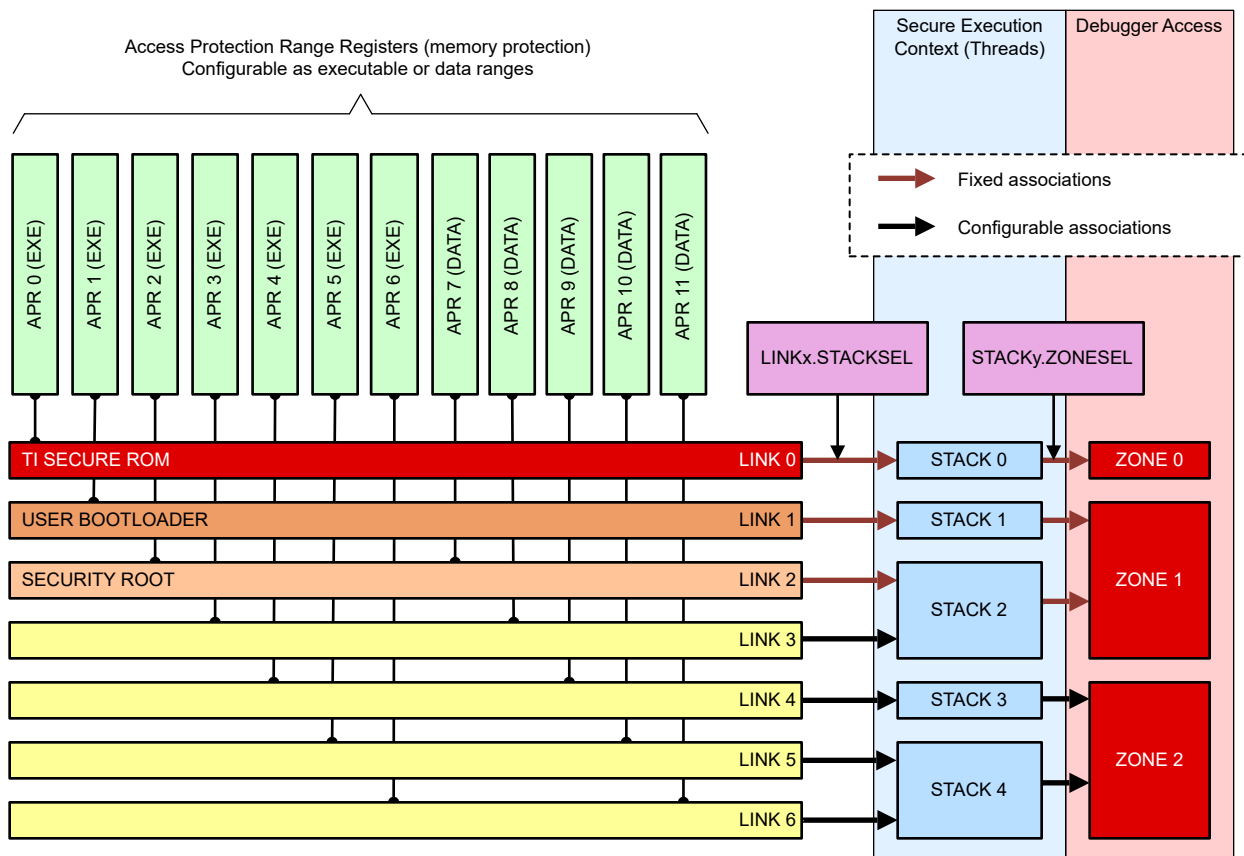 Access Protection Range Registers (memory protection)
Configurable as executable or data ranges
Secure Execution
Context (Threads)
Debugger Access
Fixed associations
Configurable associations
APR 0 (EXE)
APR 1 (EXE)
APR 2 (EXE)
APR 3 (EXE)
APR 4 (EXE)
APR 5 (EXE)
APR 6 (EXE)
APR 7 (DATA)
APR 8 (DATA)
APR 9 (DATA)
APR 10 (DATA)
APR 11 (DATA)
LINKx.STACKSEL
STACKy.ZONESEL
TI SECURE ROM
LINK 0
STACK 0
ZONE 0
USER BOOTLOADER
LINK 1
STACK 1
ZONE 1
SECURITY ROOT
LINK 2
STACK 2
LINK 3
LINK 4
STACK 3
ZONE 2
LINK 5
STACK 4
LINK 6